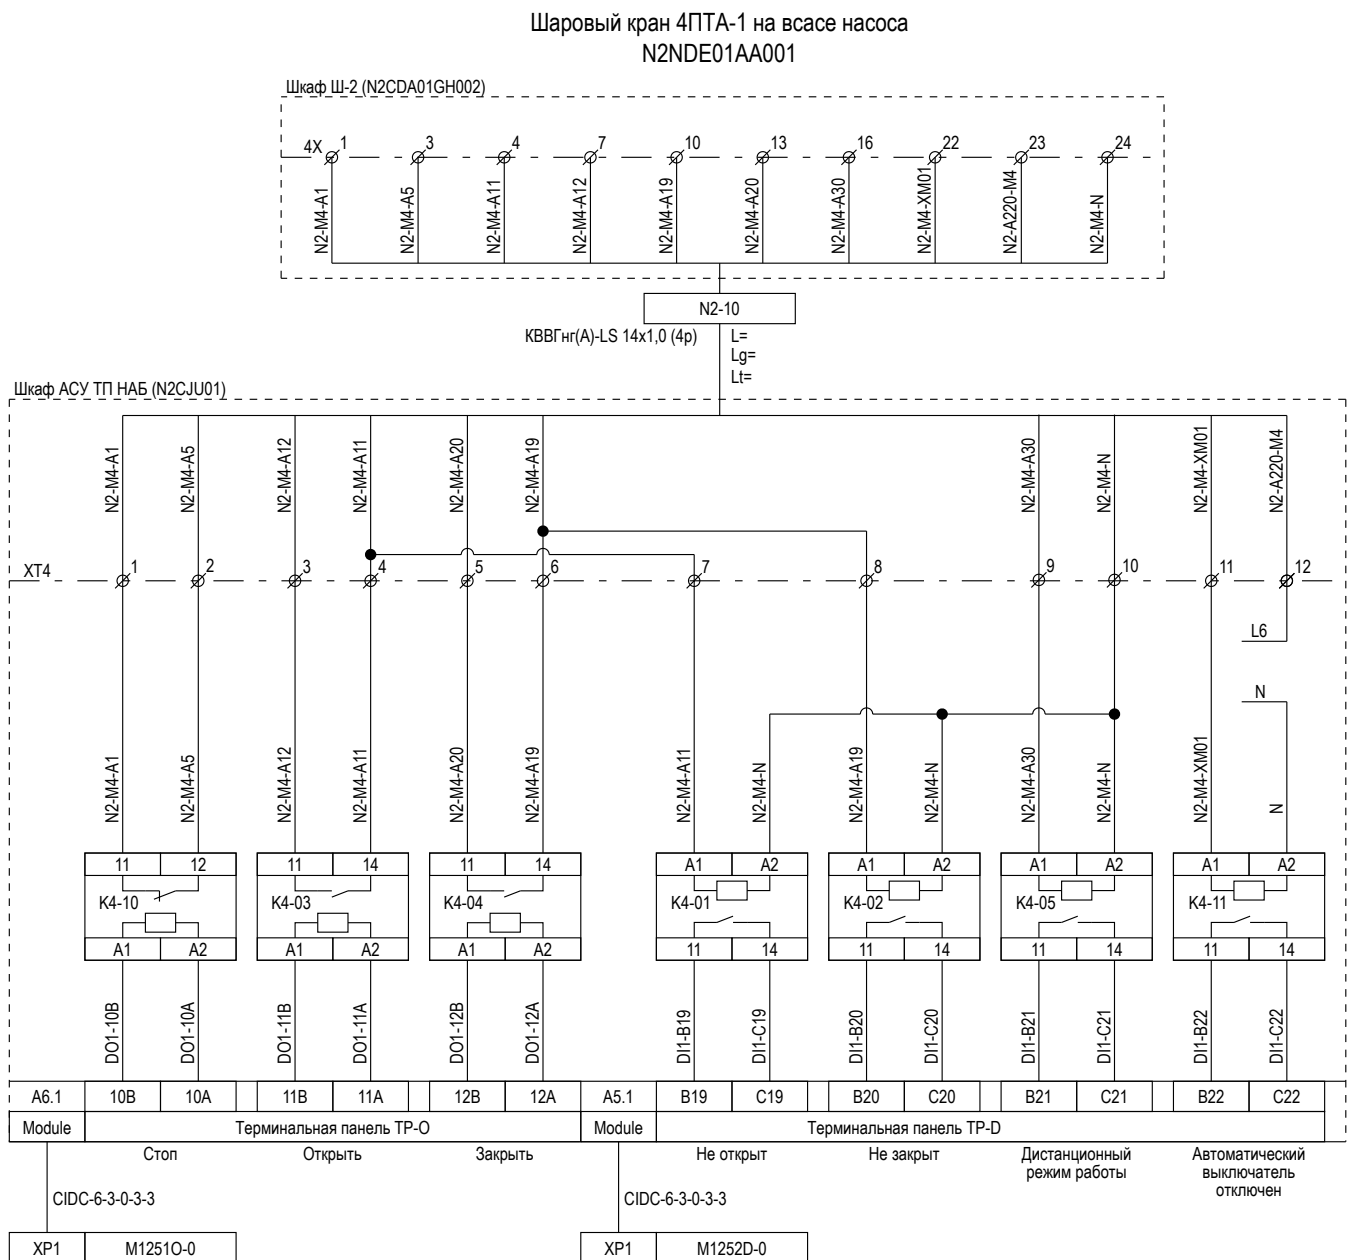 Шаровый кран 4ПТА-1 на всасе насоса
N2NDE01AA001
Шкаф Ш-2 (N2CDA01GH002)
4X 1 3 4 7 10 13 16 22 23 24
N2-M4-A1 N2-M4-A5 N2-M4-A11 N2-M4-A12 N2-M4-A19 N2-M4-A20 N2-M4-A30 N2-M4-XM01 N2-A220-M4 N2-M4-N
N2-10
КВВГнг(А)-LS 14x1,0 (4р) L=
Lg=
Lt=
Шкаф АСУ ТП НАБ (N2CJU01)
N2-M4-A1 N2-M4-A5 N2-M4-A12 N2-M4-A11 N2-M4-A20 N2-M4-A19 N2-M4-A30 N2-M4-N N2-M4-XM01 N2-A220-M4
XT4 1 2 3 4 5 6 7 8 9 10 11 12
L6
N
N2-M4-A1 N2-M4-A5 N2-M4-A12 N2-M4-A11 N2-M4-A20 N2-M4-A19 N2-M4-A11 N2-M4-N N2-M4-A19 N2-M4-N N2-M4-A30 N2-M4-N N2-M4-XM01 N
11 12 11 14 11 14 A1 A2 A1 A2 A1 A2 A1 A2
K4-10 K4-03 K4-04 K4-01 K4-02 K4-05 K4-11
A1 A2 A1 A2 A1 A2 11 14 11 14 11 14 11 14
DO1-10B DO1-10A DO1-11B DO1-11A DO1-12B DO1-12A DI1-B19 DI1-C19 DI1-B20 DI1-C20 DI1-B21 DI1-C21 DI1-B22 DI1-C22
A6.1 10B 10A 11B 11A 12B 12A A5.1 B19 C19 B20 C20 B21 C21 B22 C22
Module Терминальная панель TP-O Module Терминальная панель TP-D
Стоп Открыть Закрыть Не открыт Не закрыт Дистанционный Автоматический
режим работы выключатель
отключен
CIDC-6-3-0-3-3 CIDC-6-3-0-3-3
XP1 M1251O-0 XP1 M1252D-0